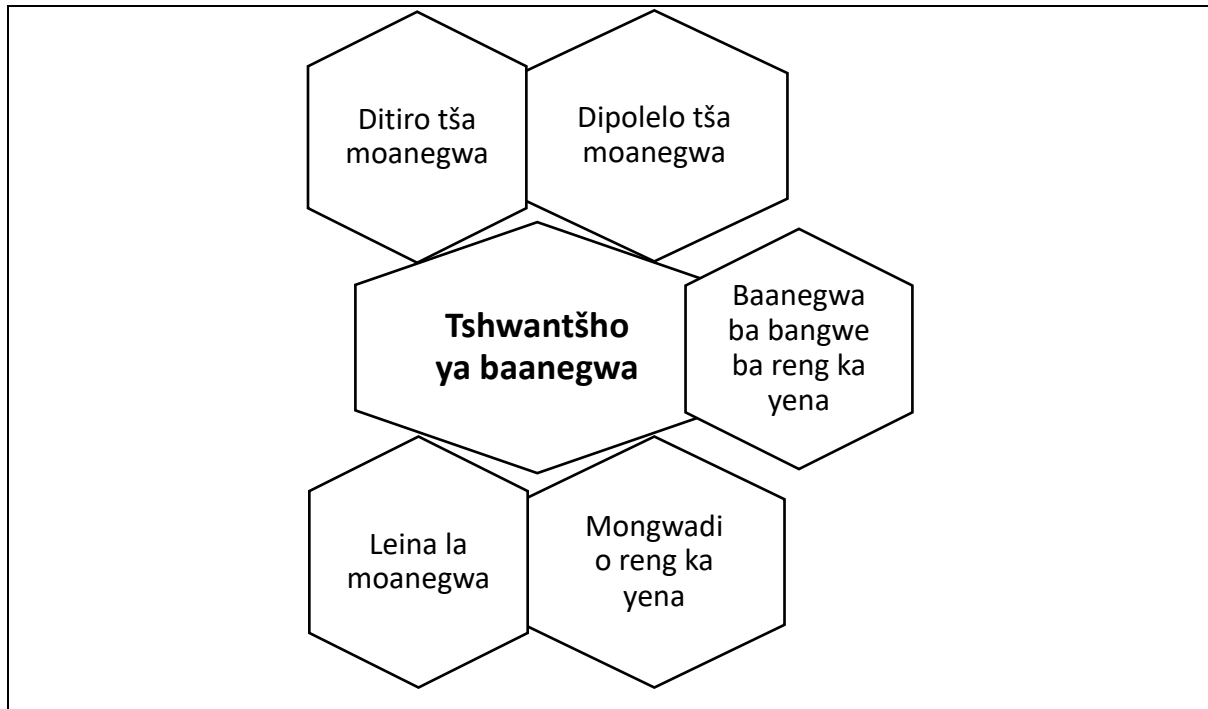 Ditiro tša
moanegwa
Dipolelo tša
moanegwa
Tshwantšho
ya baanegwa
Baanegwa
ba bangwe
ba reng ka
yena
Leina la
moanegwa
Mongwadi
o reng ka
yena